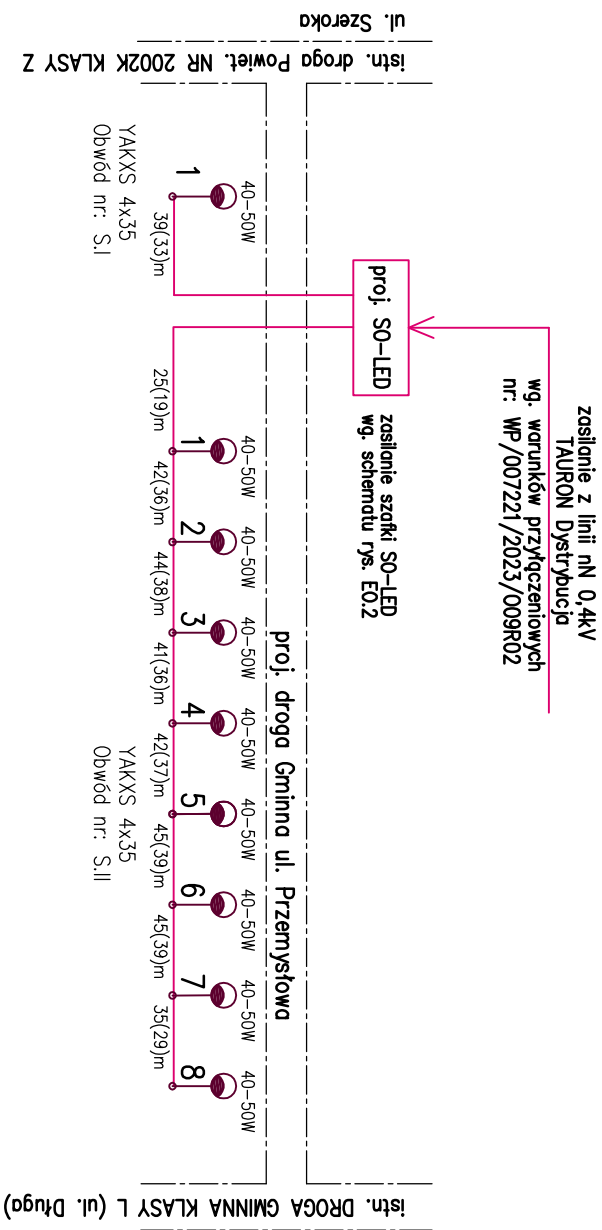 ul. Szeroka
istn. droga Powiet. NR 2002K KLASY Z
zasilanie z linii nN 0,4kV
TAURON Dystrybucja
wg. warunków przyłączeniowych
nr: WP/007221/2023/009R02
proj. SO-LED
zasilanie szafki SO-LED
wg. schematu rys. E0.2
proj. droga Gminna ul. Przemysłowa
40-50W
1
39(33)m
YAKXS 4x35
Obwód nr: S.I
40-50W
40-50W
40-50W
40-50W
40-50W
40-50W
40-50W
40-50W
1
2
3
4
5
6
7
8
25(19)m
42(36)m
44(38)m
41(36)m
42(37)m
45(39)m
45(39)m
35(29)m
YAKXS 4x35
Obwód nr: S.II
istn. DROGA GMINNA KLASY L (ul. Długa)